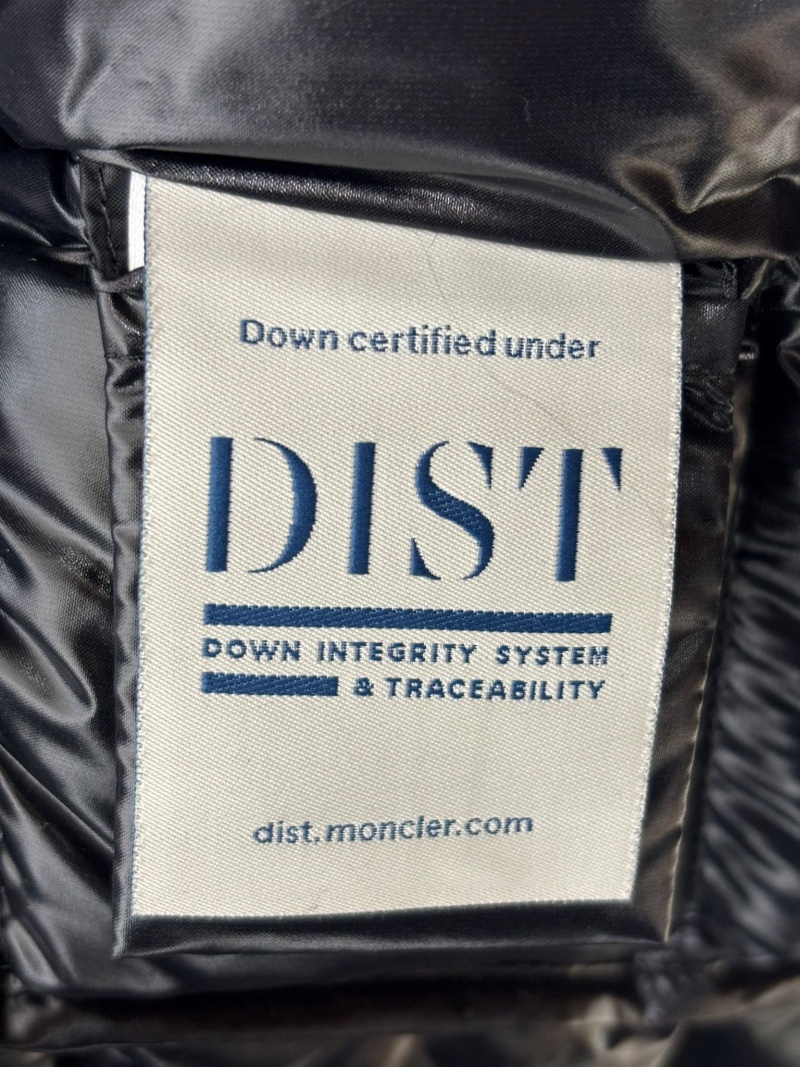 Down certified under
DIST
DOWN INTEGRITY SYSTEM
& TRACEABILITY
dist.moncler.com